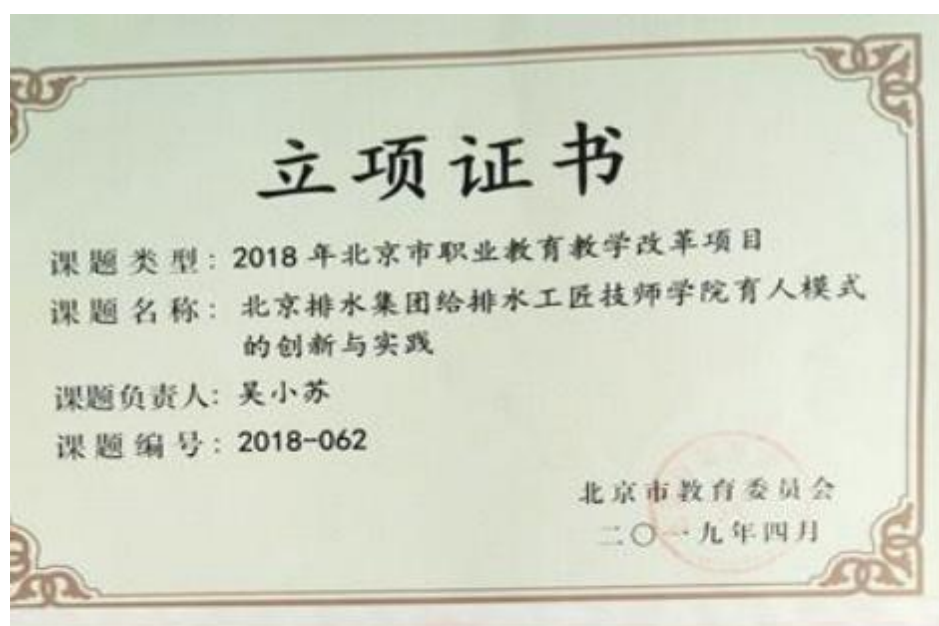 立项证书
课题类型：2018年北京市职业教育教学改革项目
课题名称：北京排水集团给排水工匠技师学院育人模式
的创新与实践
课题负责人：吴小苏
课题编号：2018-062
北京市教育委员会
二〇一九年四月